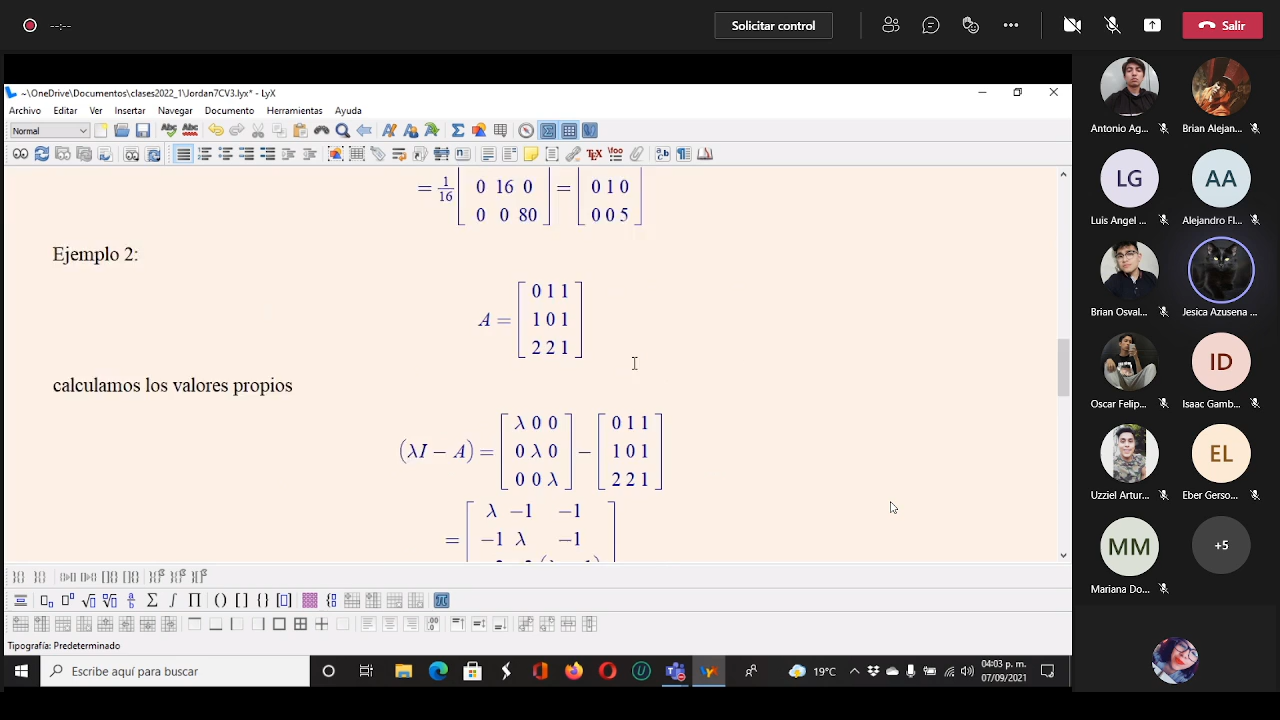 --:--
Solicitar control
Salir
~\OneDrive\Documentos\clases2022_1\Jordan7CV3.lyx* - LyX
Archivo Editar Ver Insertar Navegar Documento Herramientas Ayuda
Normal
= 1/16 [ 0 16 0 ] = [ 0 1 0 ]
0 0 80 0 0 5
Ejemplo 2:
0 1 1
A = 1 0 1
2 2 1
calculamos los valores propios
λ 0 0 0 1 1
(λI − A) = 0 λ 0 − 1 0 1
0 0 λ 2 2 1
λ −1 −1
= −1 λ −1
Tipografía: Predeterminado
Escribe aquí para buscar
19°C
04:03 p. m.
07/09/2021
Antonio Ag...
Brian Alejan...
LG
AA
Luis Angel ...
Alejandro Fl...
Brian Osval...
Jesica Azusena ...
ID
Oscar Felip...
Isaac Gamb...
EL
Uzziel Artur...
Eber Gerso...
MM
+5
Mariana Do...